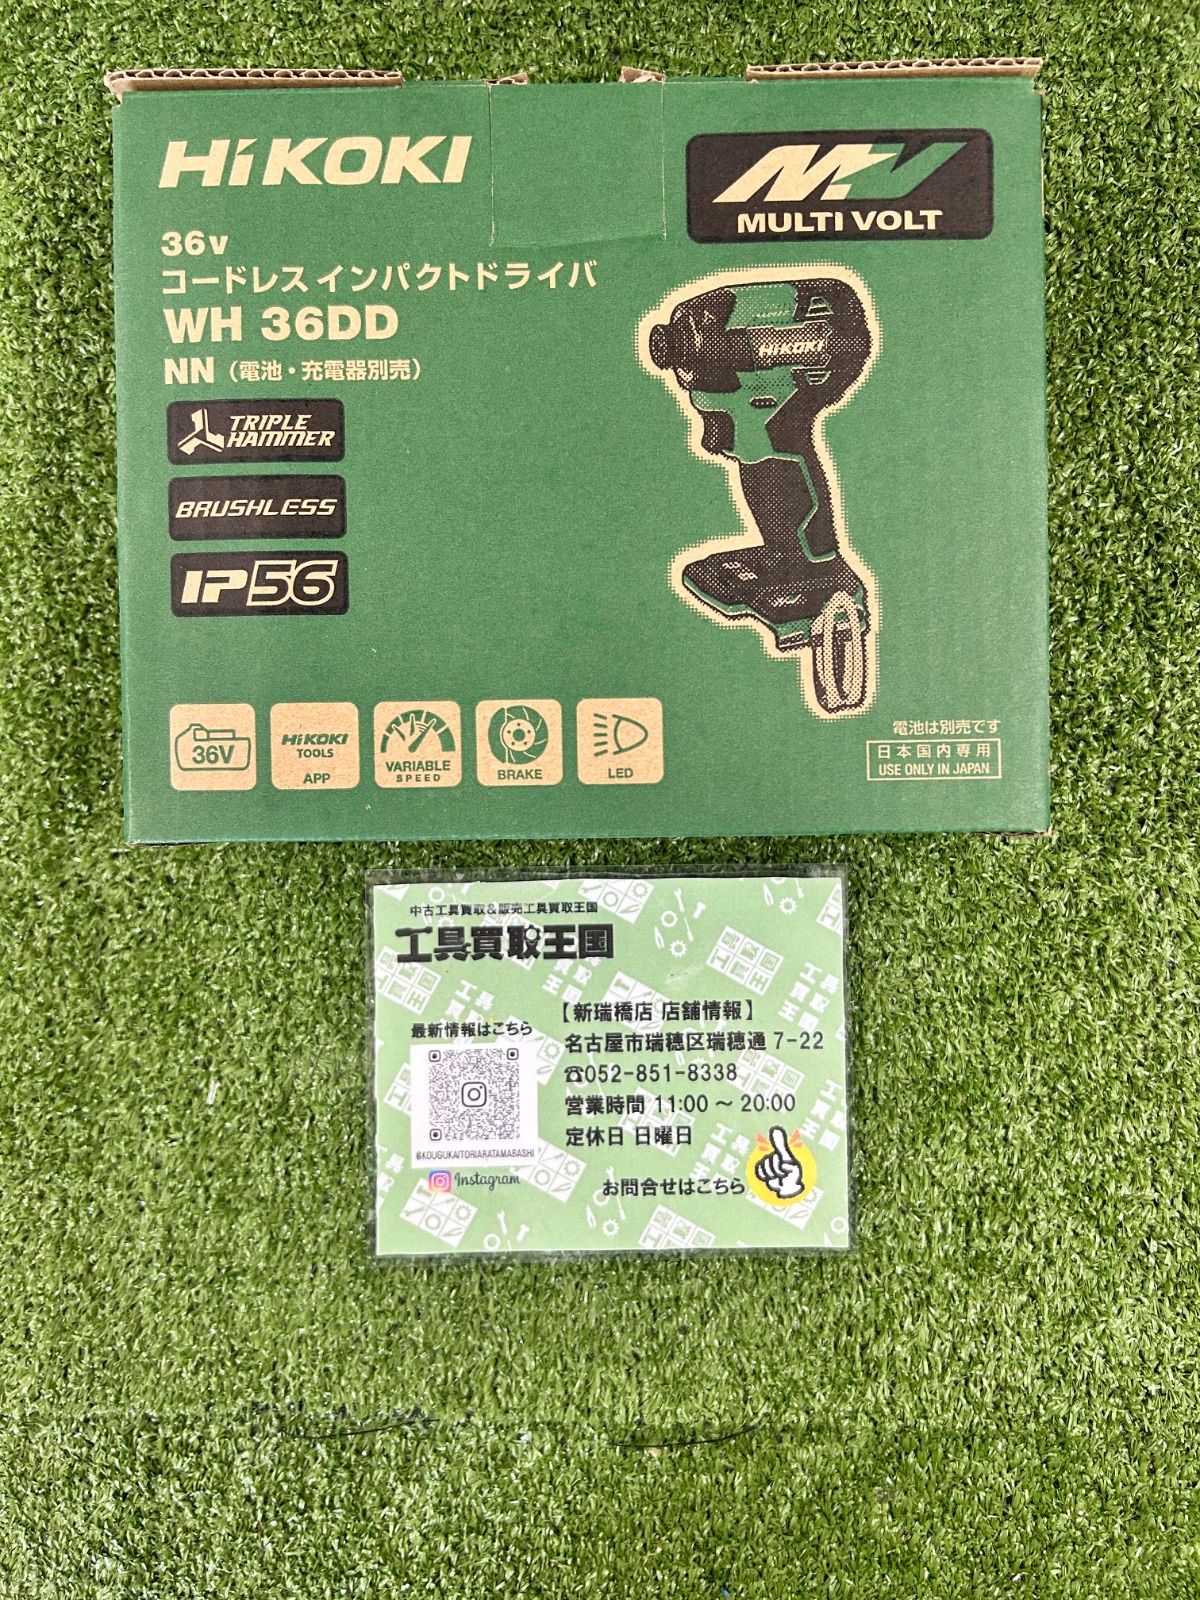 HiKOKI
MV
MULTI VOLT
36v
コードレス インパクトドライバ
WH 36DD
NN（電池・充電器別売）
TRIPLE
HAMMER
BRUSHLESS
IP56
HiKOKI
36V
HiKOKI
TOOLS
APP
VARIABLE
SPEED
BRAKE
LED
電池は別売です
日本国内専用
USE ONLY IN JAPAN
中古工具買取&販売工具買取王国
工具買取王国
【新瑞橋店 店舗情報】
名古屋市瑞穂区瑞穂通 7-22
☎052-851-8338
営業時間 11:00 ～ 20:00
定休日 日曜日
お問合せはこちら
最新情報はこちら
@KOUGUKAITORIARATAMABASHI
Instagram